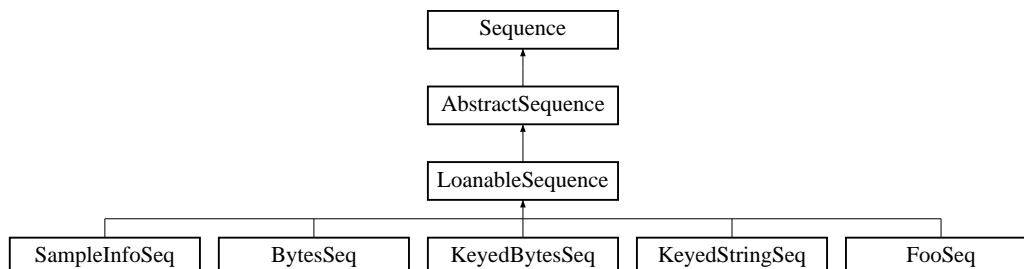 Sequence
AbstractSequence
LoanableSequence
SampleInfoSeq BytesSeq KeyedBytesSeq KeyedStringSeq FooSeq